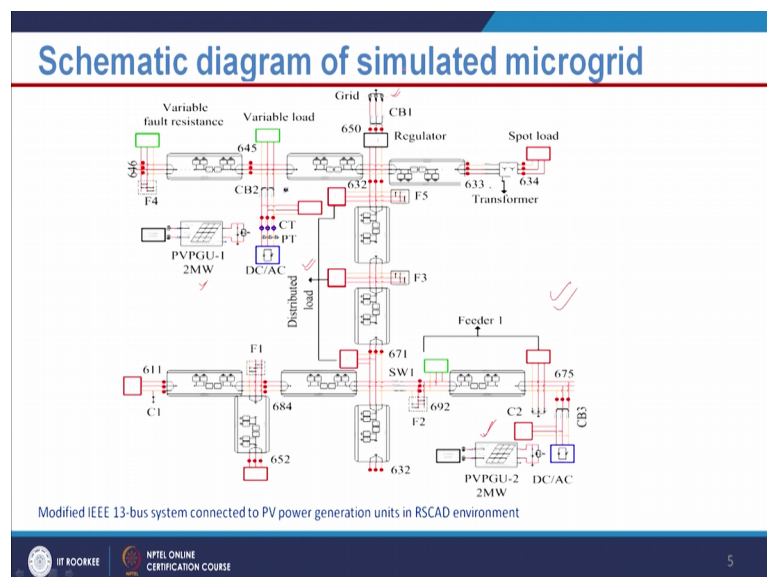 Schematic diagram of simulated microgrid
Grid
CB1
Variable
fault resistance
Variable load
650
Regulator
Spot load
645
646
632
633
634
F4
CB2
F5
Transformer
CT
PT
PVPGU-1
2MW
DC/AC
Distributed
load
F3
Feeder 1
F1
671
611
SW1
675
C1
684
692
F2
C2
CB3
652
632
PVPGU-2
2MW
DC/AC
Modified IEEE 13-bus system connected to PV power generation units in RSCAD environment
IIT ROORKEE
NPTEL ONLINE
CERTIFICATION COURSE
5